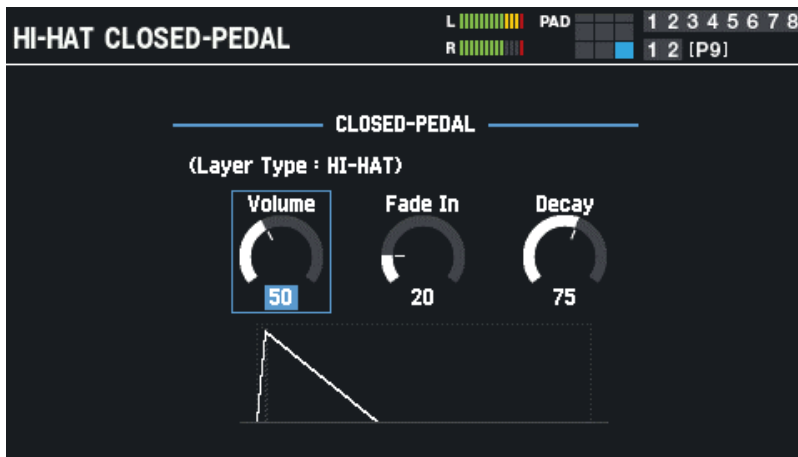 HI-HAT CLOSED-PEDAL
L
R
PAD
1 2 3 4 5 6 7 8
1 2 [P9]
CLOSED-PEDAL
(Layer Type : HI-HAT)
Volume Fade In Decay
50 20 75